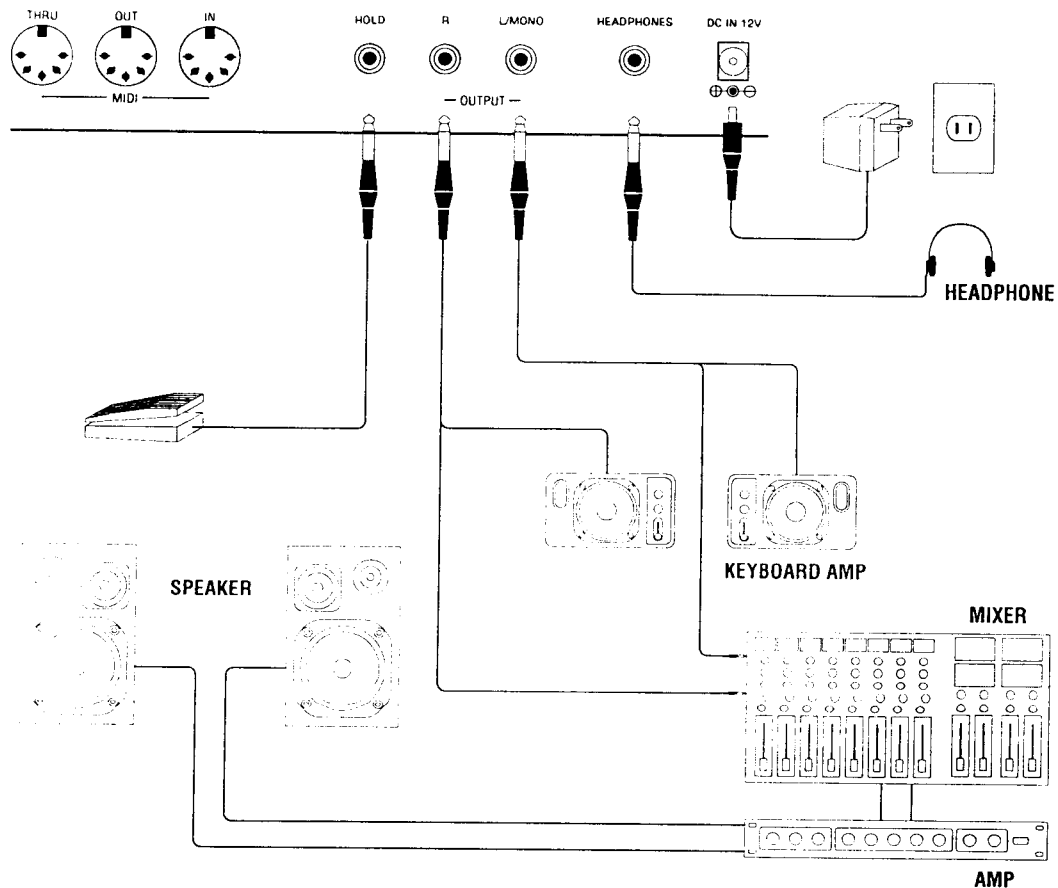 THRU OUT IN HOLD R L/MONO HEADPHONES DC IN 12V
MIDI
OUTPUT
HEADPHONE
SPEAKER
KEYBOARD AMP
MIXER
AMP